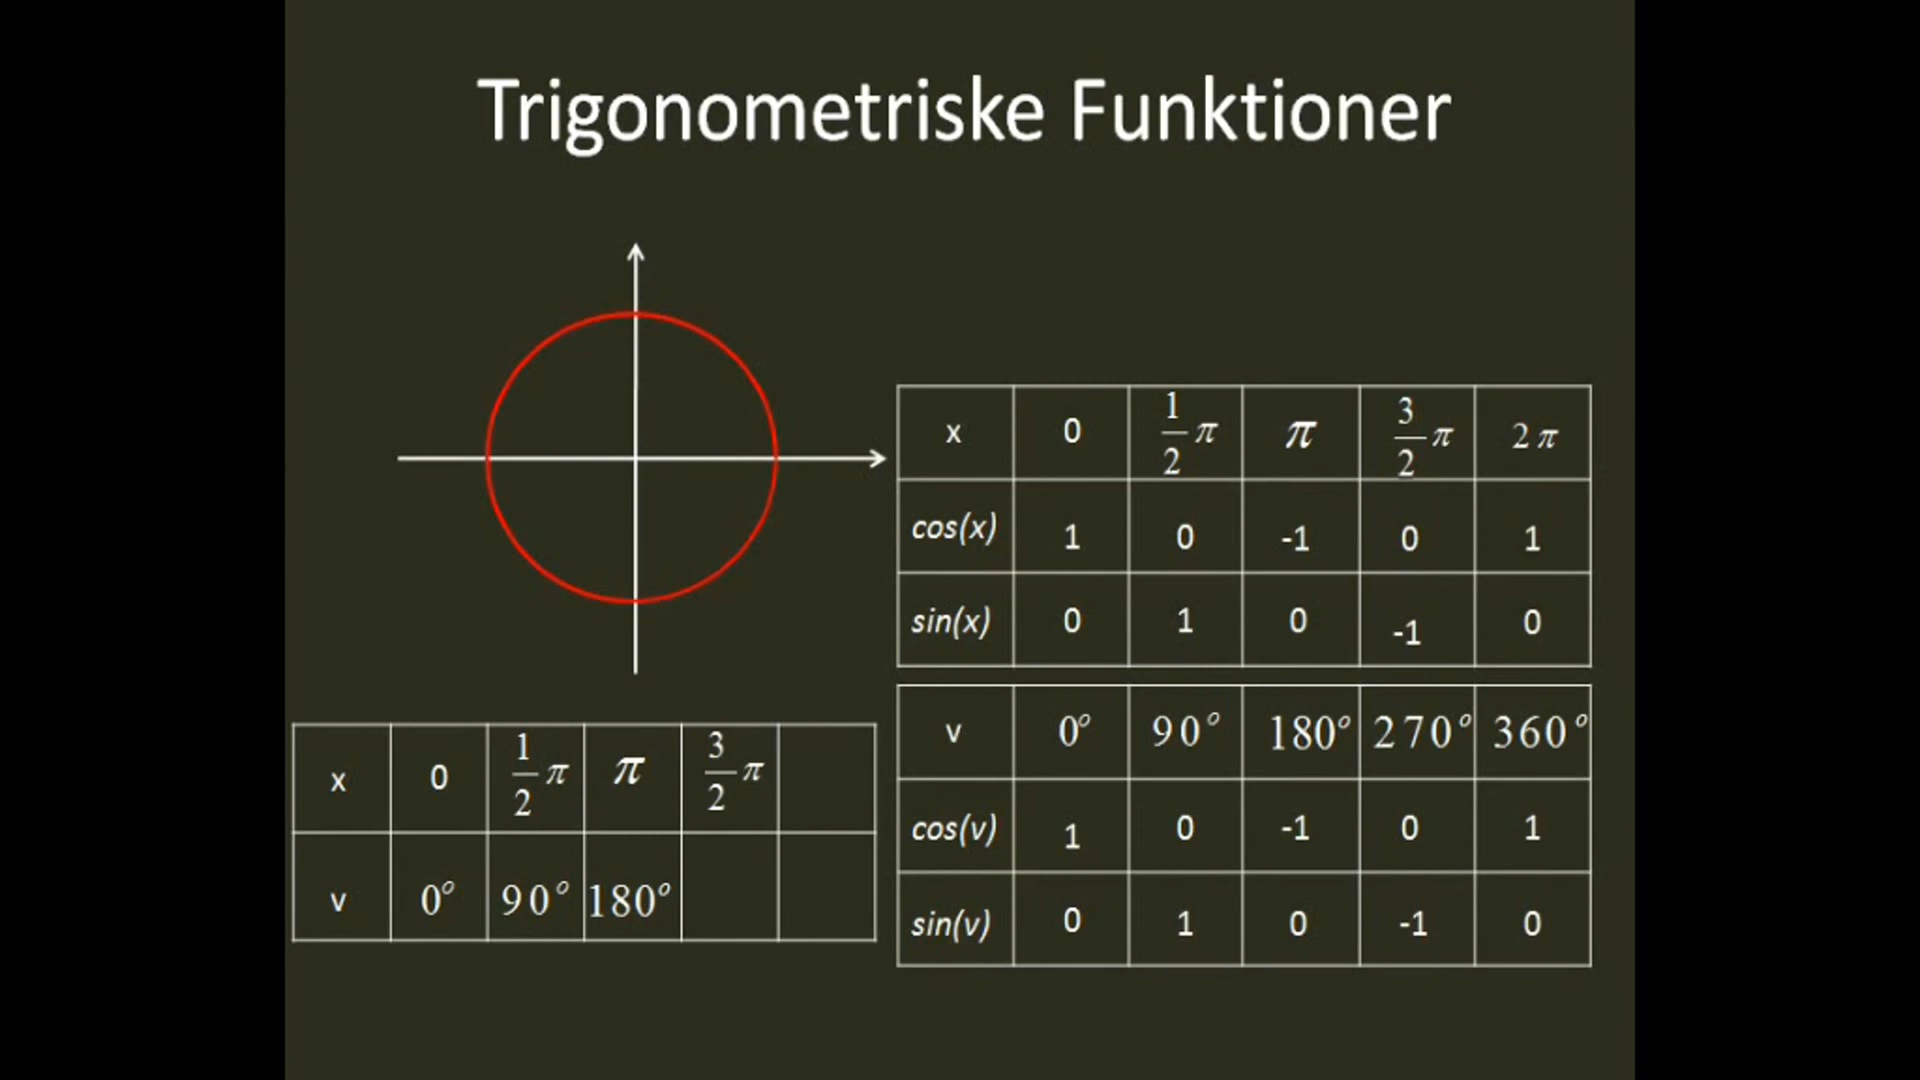 Trigonometriske Funktioner
x 0 1/2 π π 3/2 π 2π
cos(x) 1 0 -1 0 1
sin(x) 0 1 0 -1 0
v 0° 90° 180° 270° 360°
cos(v) 1 0 -1 0 1
sin(v) 0 1 0 -1 0
x 0 1/2 π π 3/2 π
v 0° 90° 180°